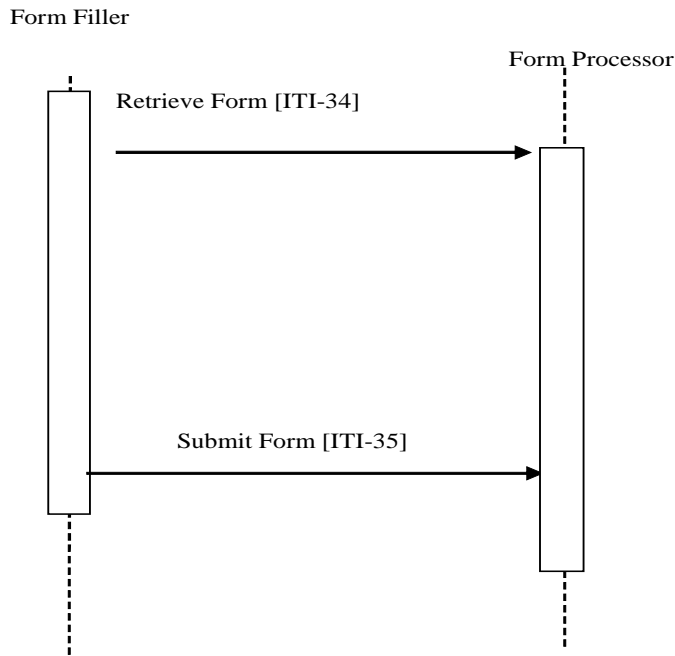 Form Filler
Form Processor
Retrieve Form [ITI-34]
Submit Form [ITI-35]